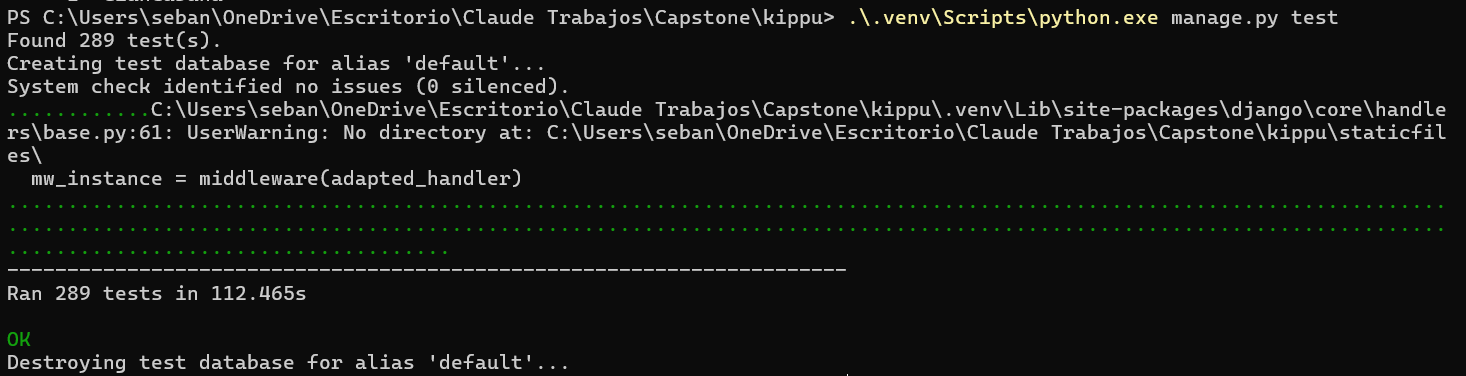 PS C:\Users\seban\OneDrive\Escritorio\Claude Trabajos\Capstone\kippu> .\.venv\Scripts\python.exe manage.py test
Found 289 test(s).
Creating test database for alias 'default'...
System check identified no issues (0 silenced).
............C:\Users\seban\OneDrive\Escritorio\Claude Trabajos\Capstone\kippu\.venv\Lib\site-packages\django\core\handle
rs\base.py:61: UserWarning: No directory at: C:\Users\seban\OneDrive\Escritorio\Claude Trabajos\Capstone\kippu\staticfil
es\
  mw_instance = middleware(adapted_handler)
........................................................................................................................
........................................................................................................................
.....................................
----------------------------------------------------------------------
Ran 289 tests in 112.465s

OK
Destroying test database for alias 'default'...